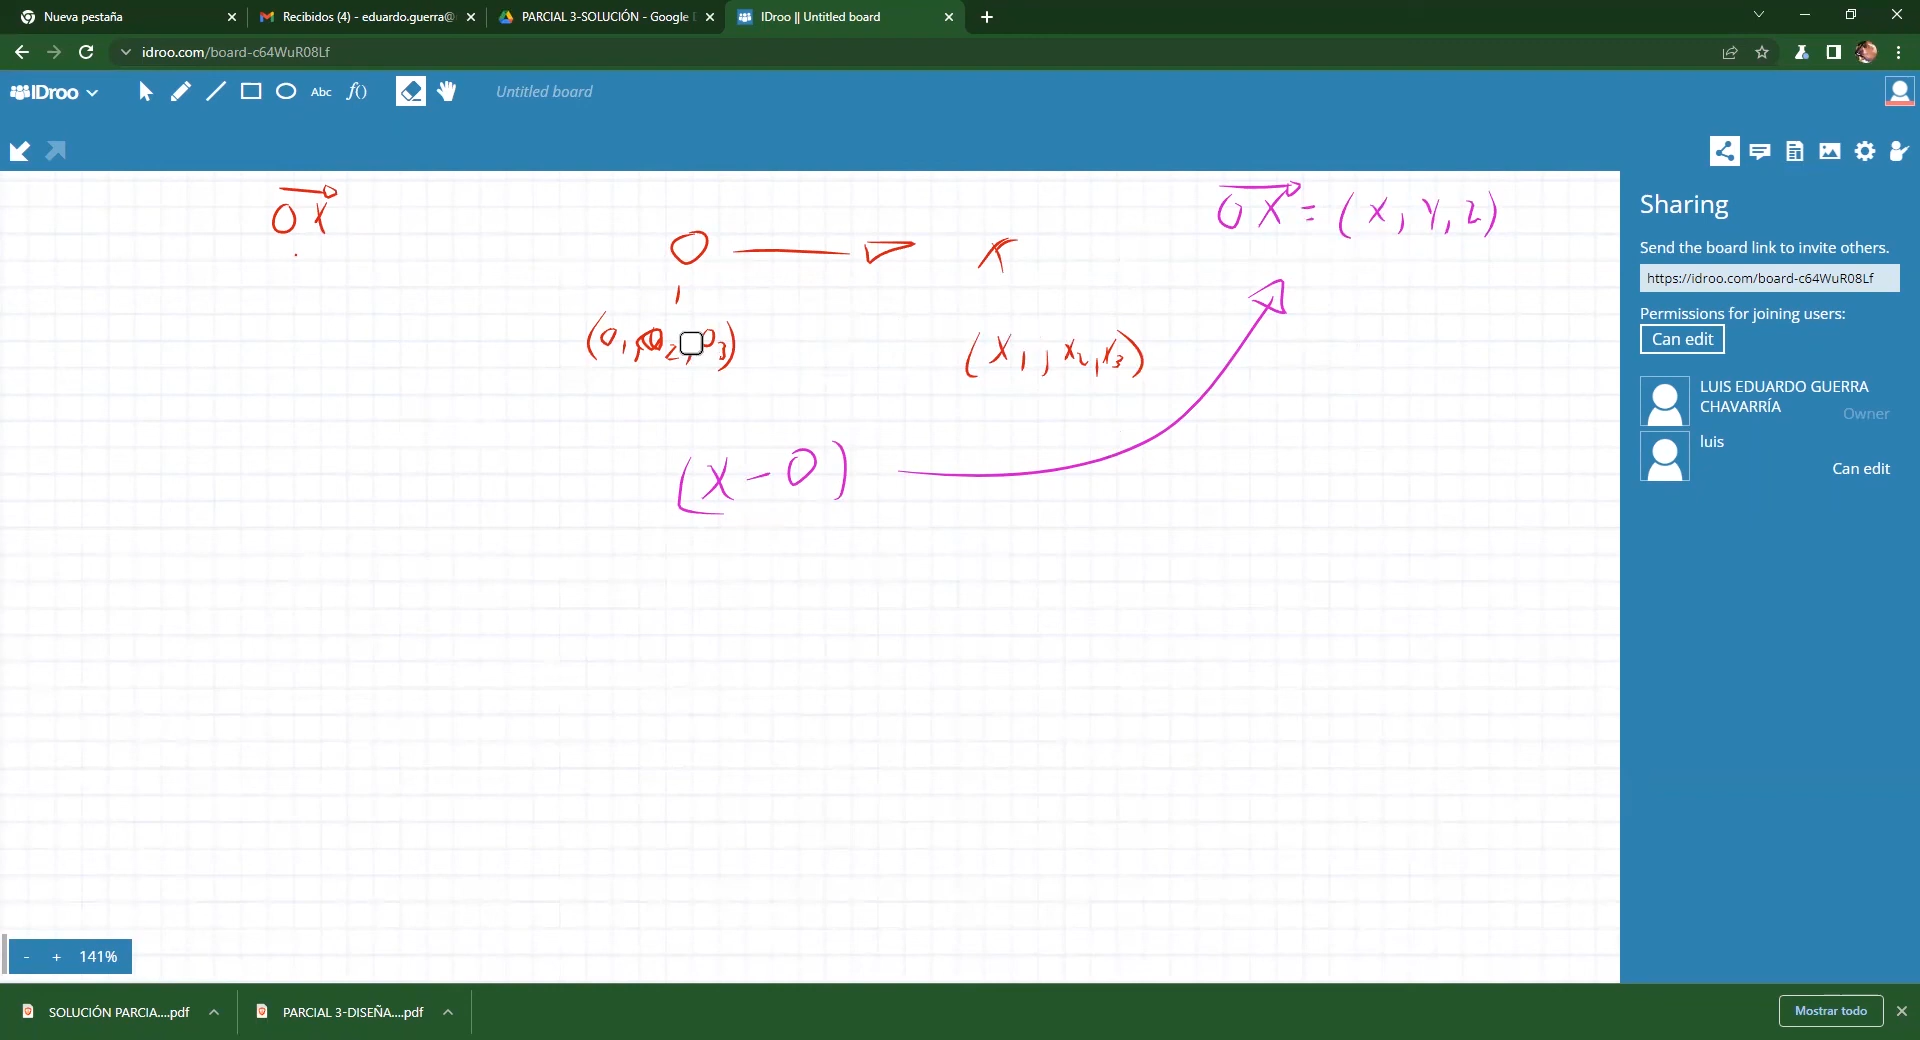 Nueva pestaña
Recibidos (4) - eduardo.guerra@
PARCIAL 3-SOLUCIÓN - Google D
IDroo || Untitled board
idroo.com/board-c64WuR08Lf
IDroo
Abc
f()
Untitled board
Sharing
Send the board link to invite others.
https://idroo.com/board-c64WuR08Lf
Permissions for joining users:
Can edit
LUIS EDUARDO GUERRA
CHAVARRÍA
Owner
luis
Can edit
OX
OX = (X, Y, Z)
O X
(O1, O2, O3)
(X1, X2, X3)
(X - O)
- + 141%
SOLUCIÓN PARCIA....pdf
PARCIAL 3-DISEÑA....pdf
Mostrar todo